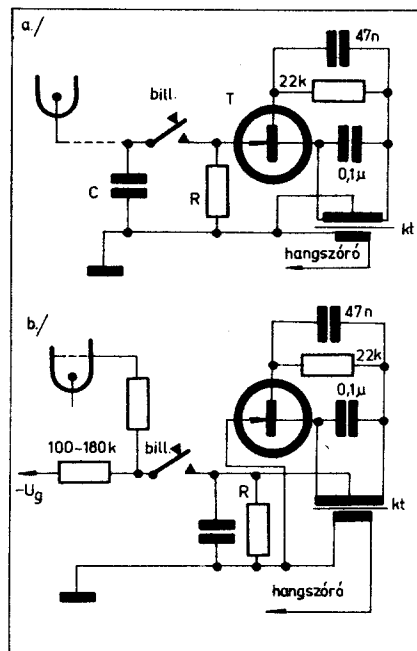 a./
47n
bill.
T
22k
C
R
0,1µ
kt
hangszóró
b./
47n
22k
0,1µ
100~180k
bill.
R
-Ug
kt
hangszóró